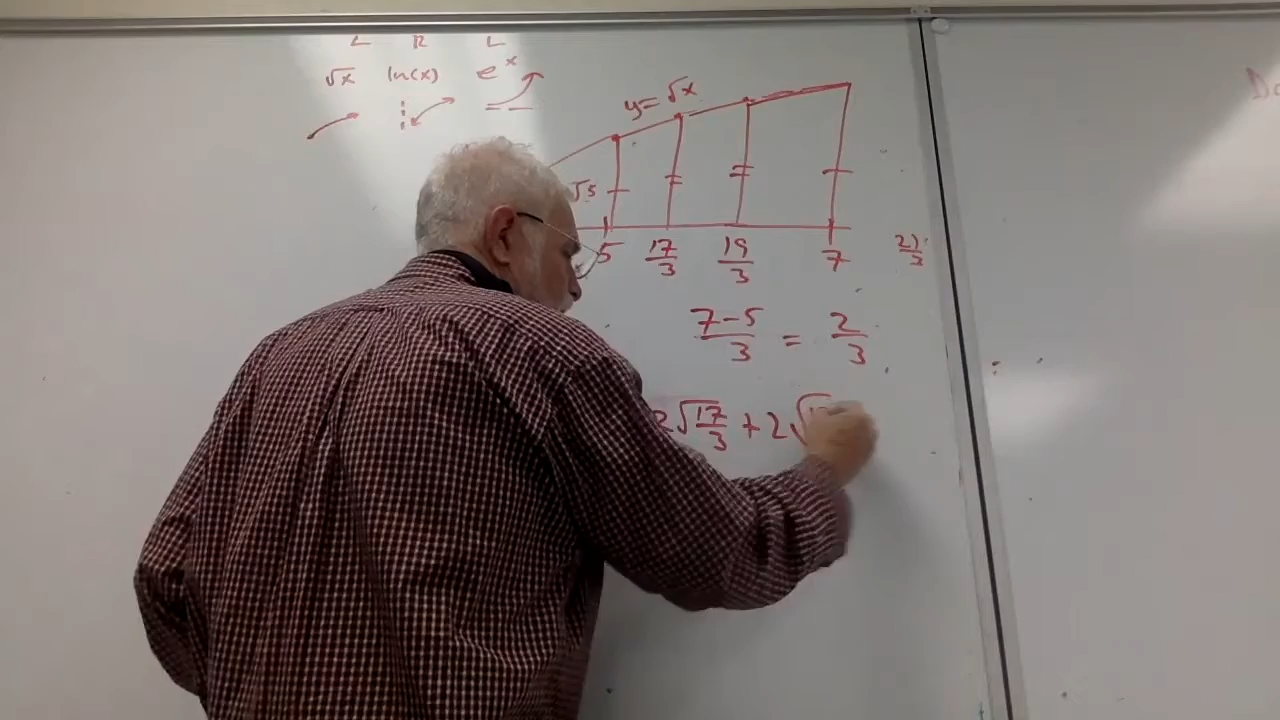 L R L
√x ln(x) e^x
y=√x
√5
5 17/3 19/3 7 21/3
7-5/3 = 2/3
2√17/3 + 2√